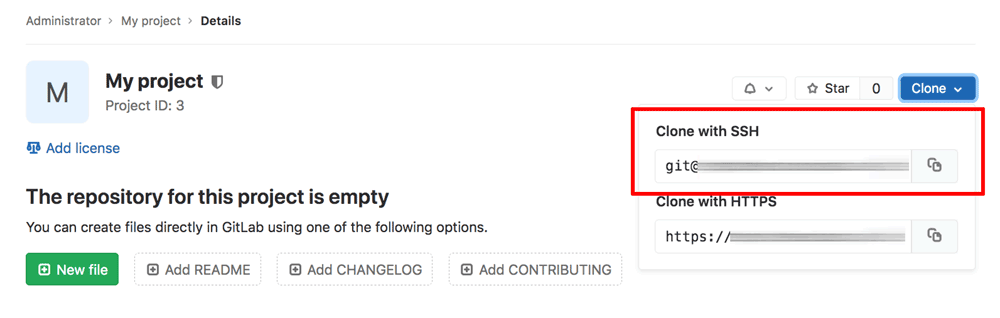 Administrator > My project > Details
M
My project
Project ID: 3
Star 0 Clone
Add license
Clone with SSH
git@
Clone with HTTPS
https://
The repository for this project is empty
You can create files directly in GitLab using one of the following options.
New file Add README Add CHANGELOG Add CONTRIBUTING